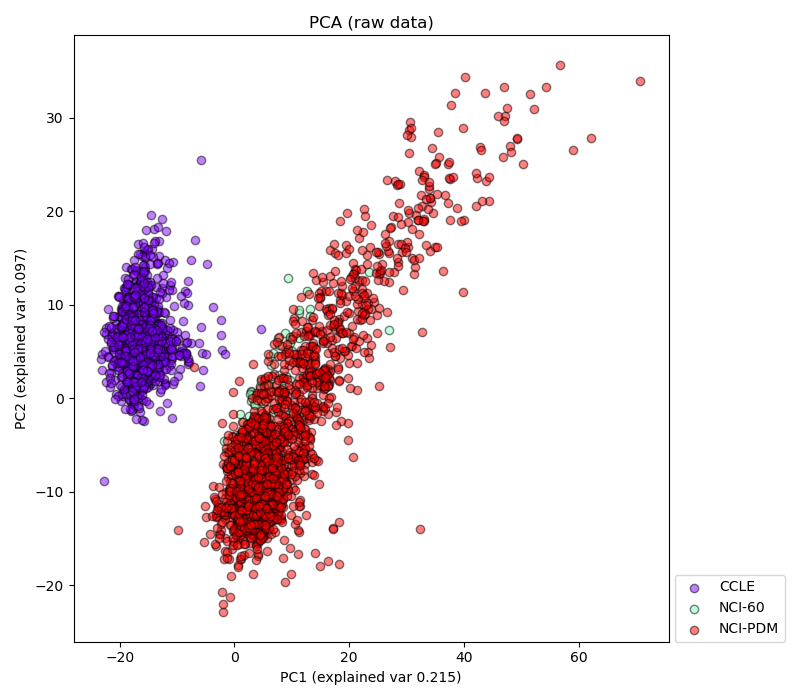 PCA (raw data)
PC2 (explained var 0.097)
30
20
10
0
−10
−20
−20
0
20
40
60
PC1 (explained var 0.215)
CCLE
NCI-60
NCI-PDM